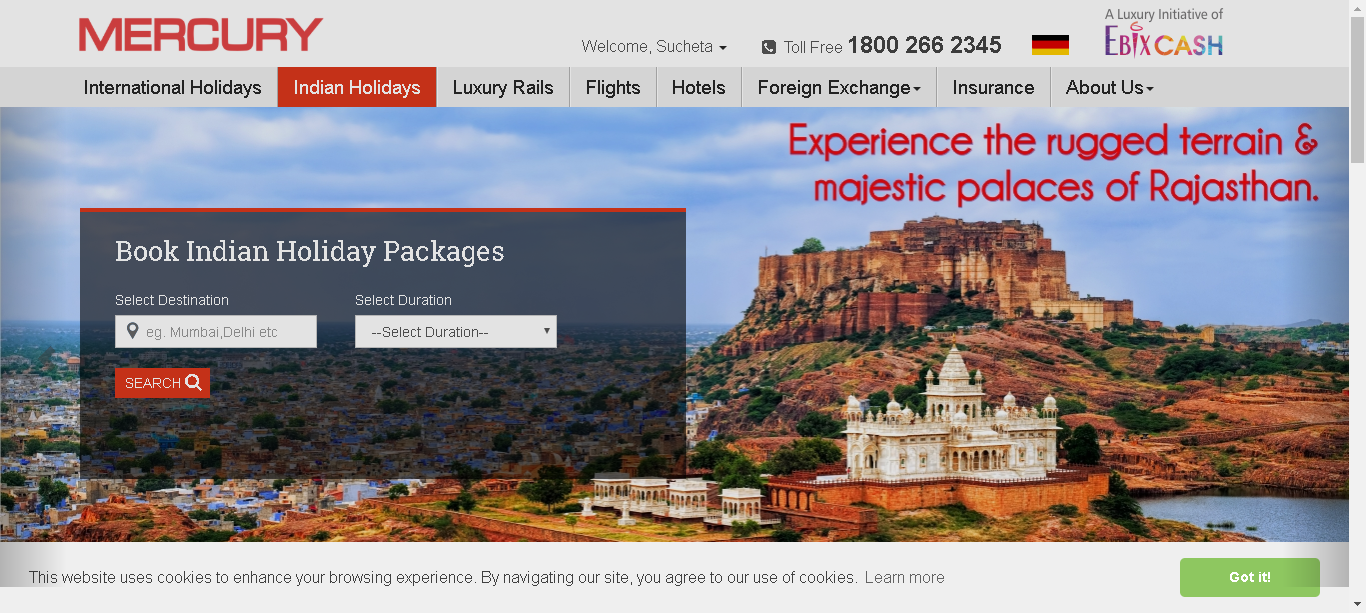 MERCURY
Welcome, Sucheta
Toll Free 1800 266 2345
A Luxury Initiative of
EBIXCASH
International Holidays
Indian Holidays
Luxury Rails
Flights
Hotels
Foreign Exchange
Insurance
About Us
Experience the rugged terrain &
majestic palaces of Rajasthan.
Book Indian Holiday Packages
Select Destination
Select Duration
eg. Mumbai,Delhi etc
--Select Duration--
SEARCH
This website uses cookies to enhance your browsing experience. By navigating our site, you agree to our use of cookies. Learn more
Got it!